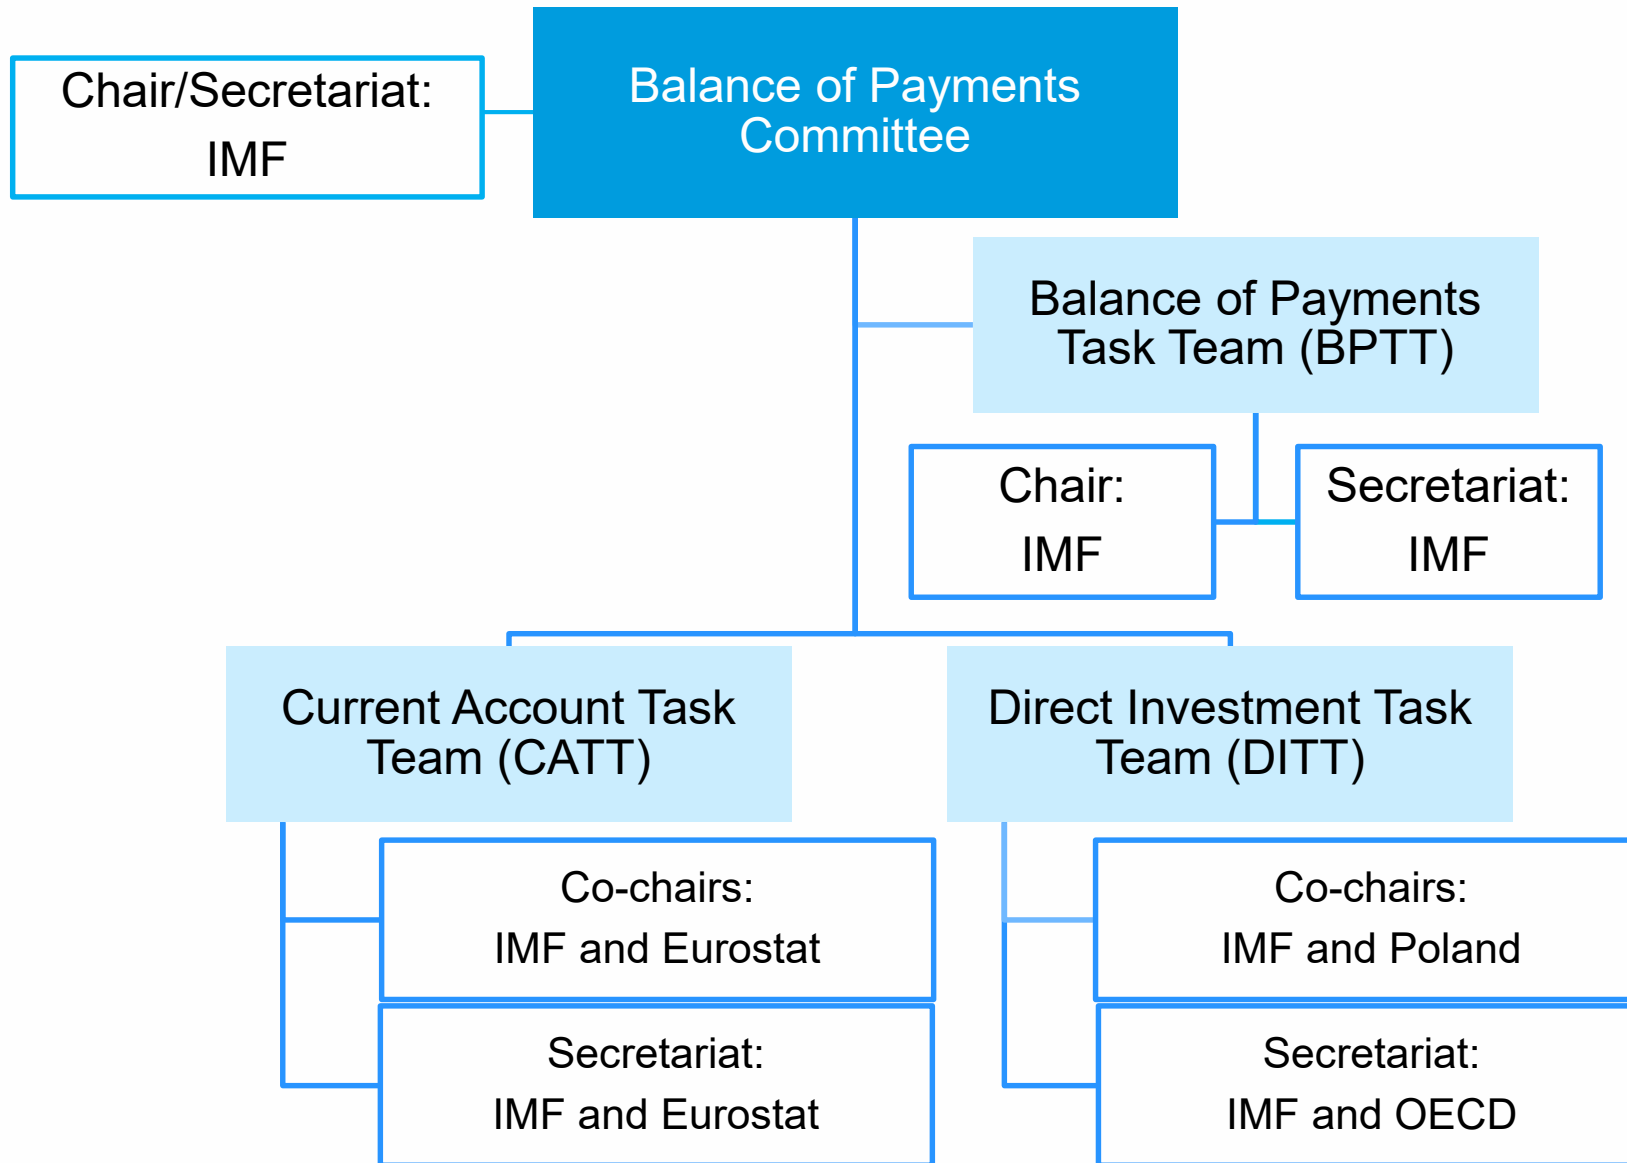 Chair/Secretariat:
IMF
Balance of Payments
Committee
Balance of Payments
Task Team (BPTT)
Chair:
IMF
Secretariat:
IMF
Current Account Task
Team (CATT)
Direct Investment Task
Team (DITT)
Co-chairs:
IMF and Eurostat
Co-chairs:
IMF and Poland
Secretariat:
IMF and Eurostat
Secretariat:
IMF and OECD